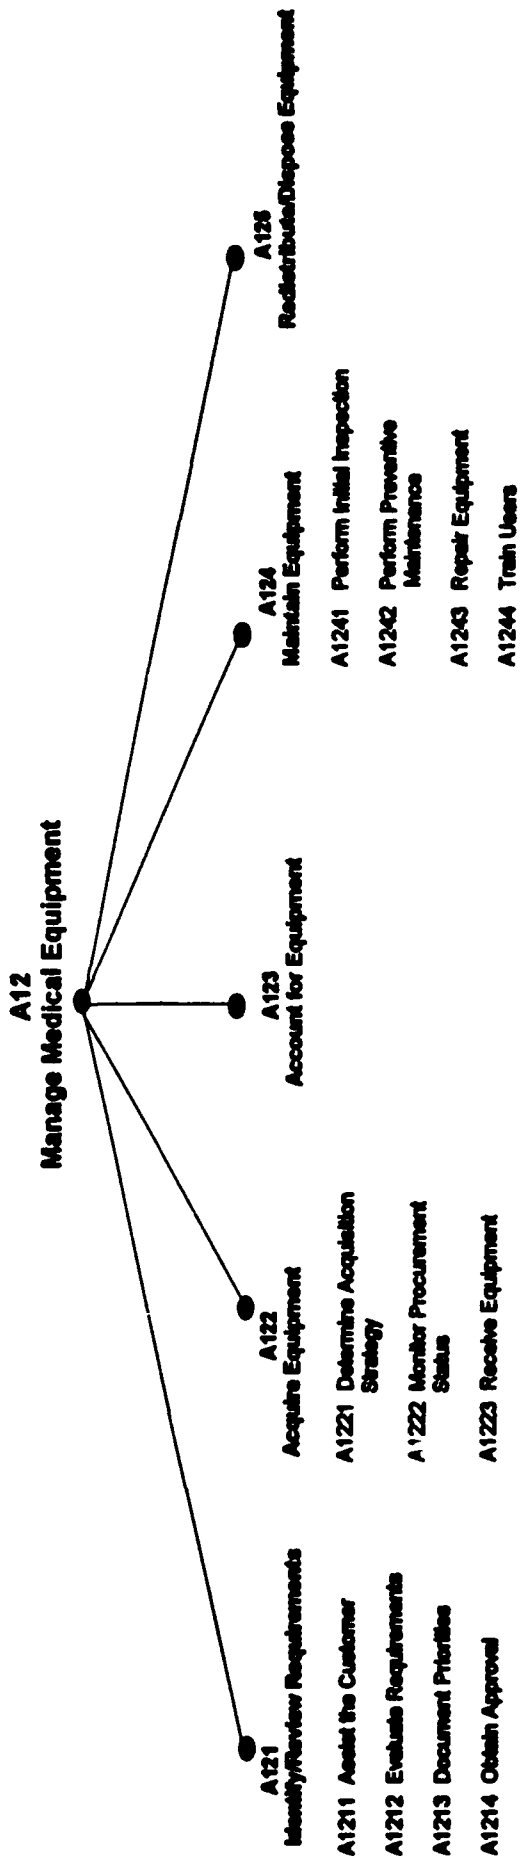 A12
Manage Medical Equipment
A121
Identify/Review Requirements
A1211 Assist the Customer
A1212 Evaluate Requirements
A1213 Document Priorities
A1214 Obtain Approval
A122
Acquire Equipment
A1221 Determine Acquisition
Strategy
A1222 Monitor Procurement
Status
A1223 Receive Equipment
A123
Account for Equipment
A124
Maintain Equipment
A1241 Perform Initial Inspection
A1242 Perform Preventive
Maintenance
A1243 Repair Equipment
A1244 Train Users
A125
Redistribute/Dispose Equipment